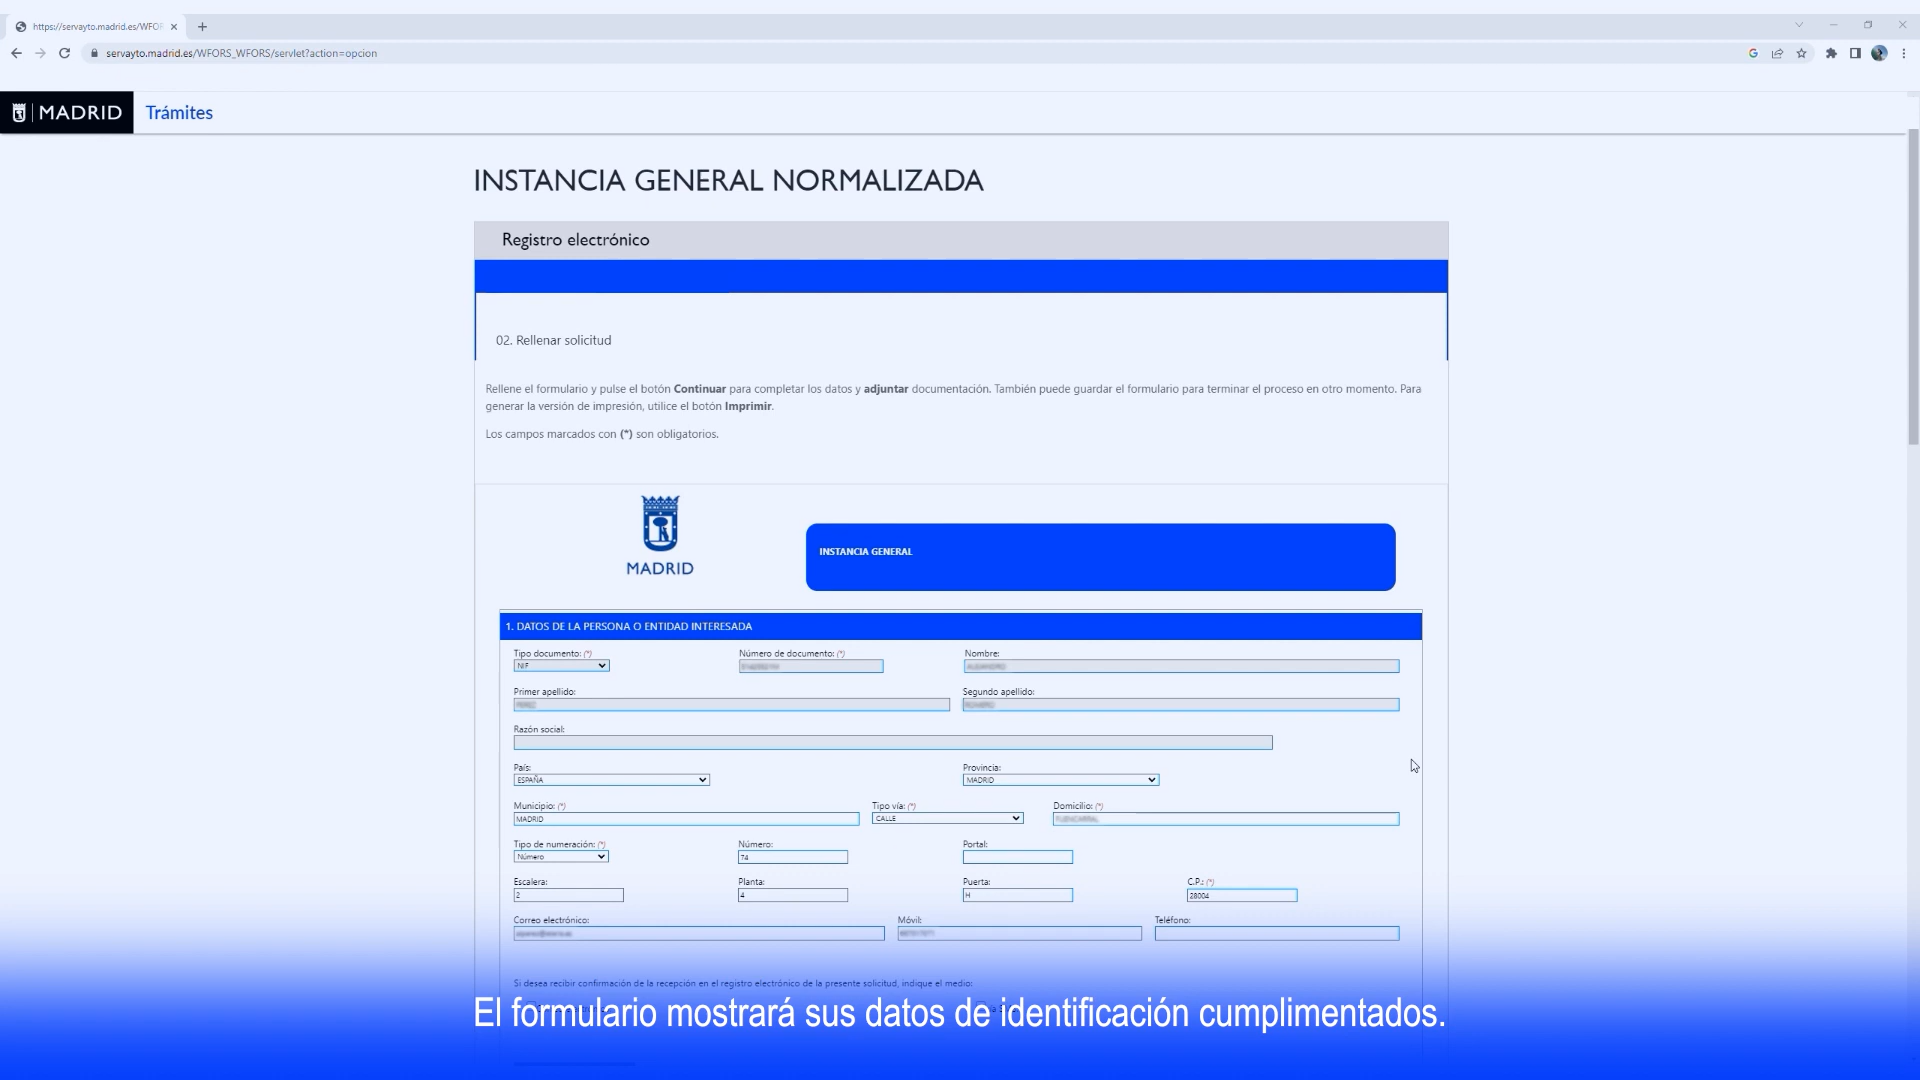 https://servayto.madrid.es/WFOR
servayto.madrid.es/WFORS_WFORS/servlet?action=opcion
MADRID Trámites
INSTANCIA GENERAL NORMALIZADA
Registro electrónico
02. Rellenar solicitud
Rellene el formulario y pulse el botón Continuar para completar los datos y adjuntar documentación. También puede guardar el formulario para terminar el proceso en otro momento. Para
generar la versión de impresión, utilice el botón Imprimir.
Los campos marcados con (*) son obligatorios.
MADRID
INSTANCIA GENERAL
1. DATOS DE LA PERSONA O ENTIDAD INTERESADA
Tipo documento: (*) Número de documento: (*) Nombre:
NIF
Primer apellido: Segundo apellido:
Razón social:
País: Provincia:
ESPAÑA MADRID
Municipio: (*) Tipo vía: (*) Domicilio: (*)
MADRID CALLE
Tipo de numeración: (*) Número: Portal:
Número 74
Escalera: Planta: Puerta: C.P.: (*)
2 4 H 28004
Correo electrónico: Móvil: Teléfono:
Si desea recibir confirmación de la recepción en el registro electrónico de la presente solicitud, indique el medio:
El formulario mostrará sus datos de identificación cumplimentados.